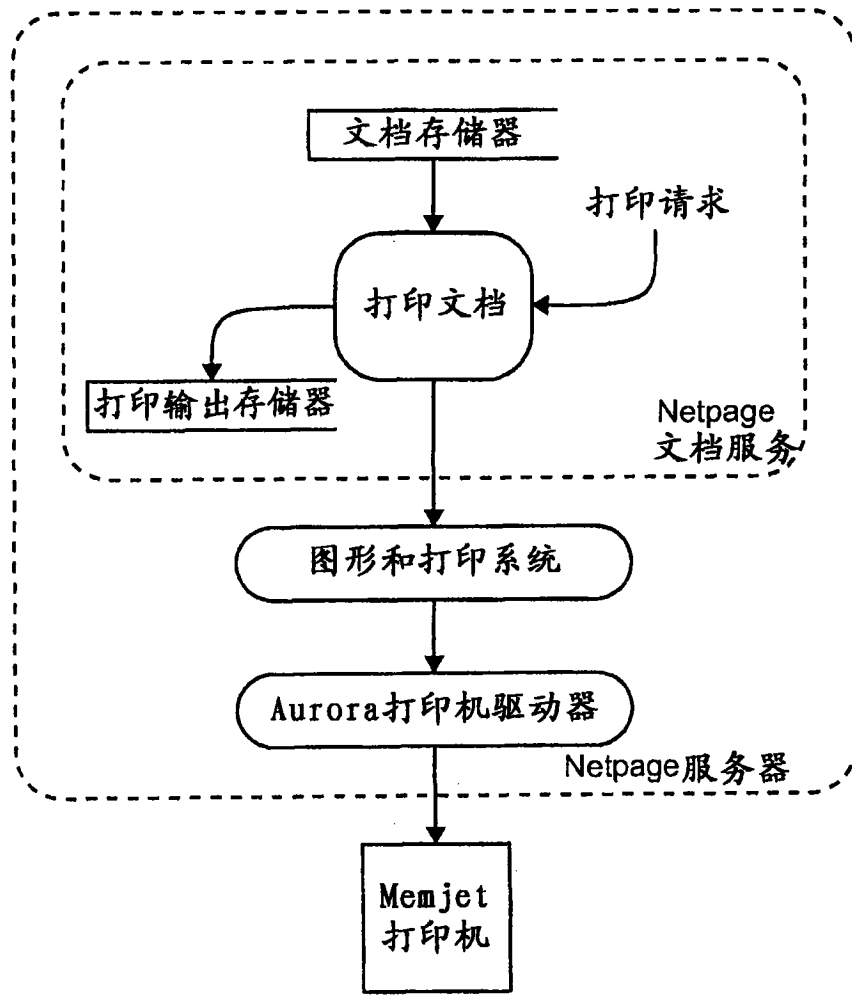 文档存储器
打印请求
打印文档
打印输出存储器
Netpage
文档服务
图形和打印系统
Aurora打印机驱动器
Netpage服务器
Memjet
打印机